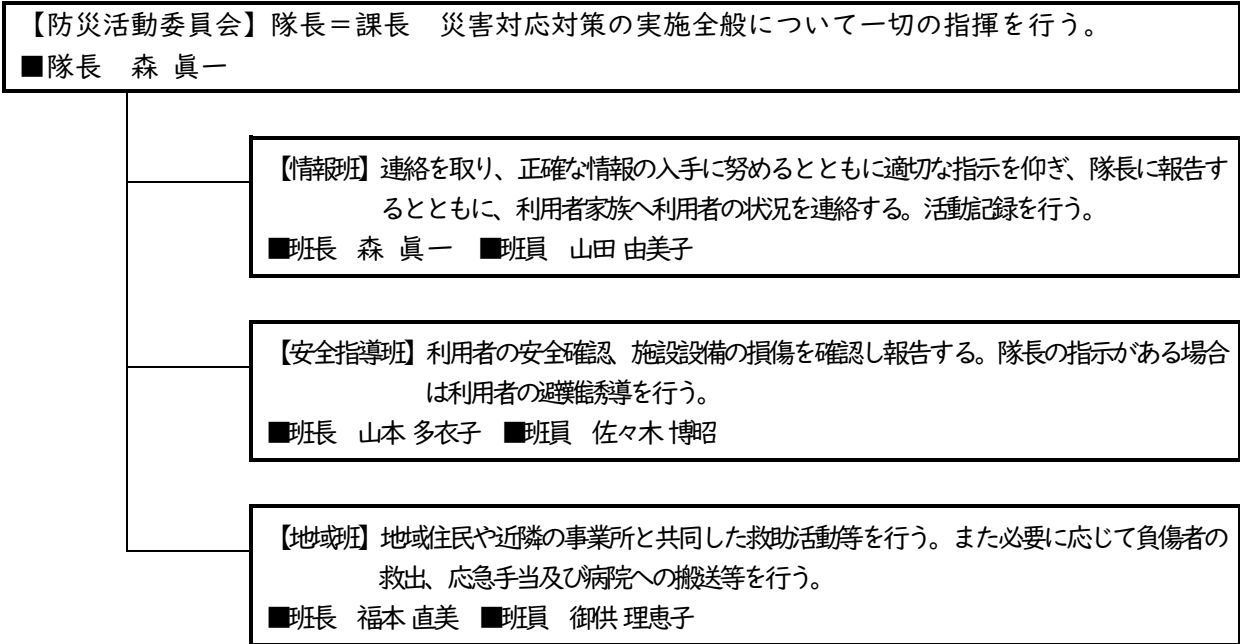 【防災活動委員会】隊長＝課長　災害対応対策の実施全般について一切の指揮を行う。
■隊長　森 眞一
【情報班】連絡を取り、正確な情報の入手に努めるとともに適切な指示を仰ぎ、隊長に報告す
るとともに、利用者家族へ利用者の状況を連絡する。活動記録を行う。
■班長　森 眞一　■班員　山田 由美子
【安全指導班】利用者の安全確認、施設設備の損傷を確認し報告する。隊長の指示がある場合
は利用者の避難誘導を行う。
■班長　山本 多衣子　■班員　佐々木 博昭
【地域班】地域住民や近隣の事業所と共同した救助活動等を行う。また必要に応じて負傷者の
救出、応急手当及び病院への搬送等を行う。
■班長　福本 直美　■班員　御供 理恵子